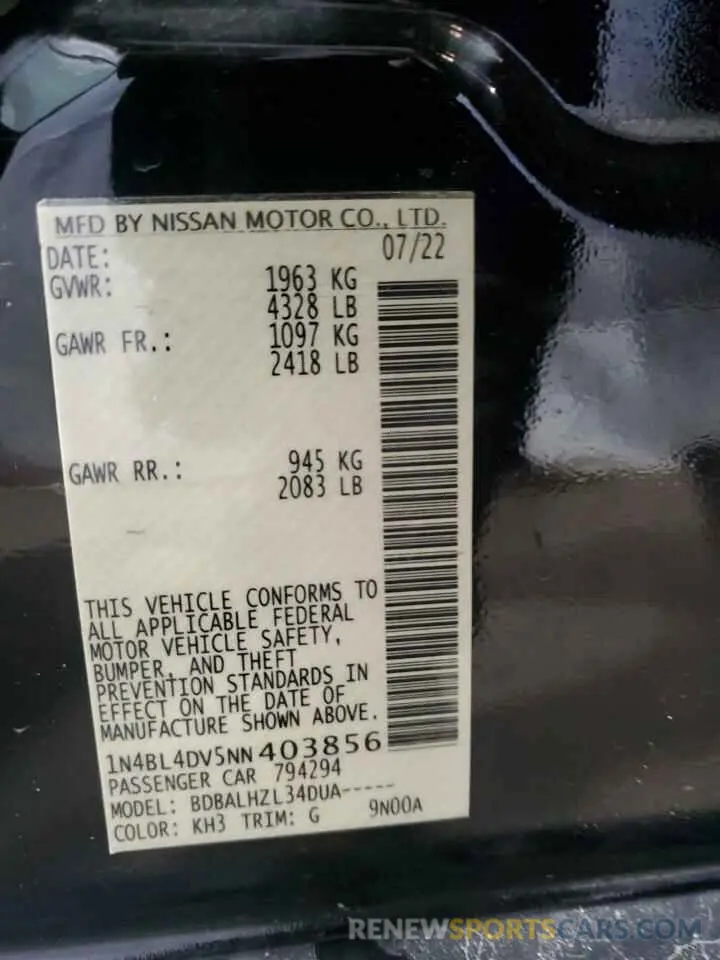 MFD BY NISSAN MOTOR CO., LTD.
DATE: 07/22
GVWR: 1963 KG
4328 LB
GAWR FR.: 1097 KG
2418 LB
GAWR RR.: 945 KG
2083 LB
THIS VEHICLE CONFORMS TO
ALL APPLICABLE FEDERAL
MOTOR VEHICLE SAFETY,
BUMPER, AND THEFT
PREVENTION STANDARDS IN
EFFECT ON THE DATE OF
MANUFACTURE SHOWN ABOVE.
1N4BL4DV5NN403856
PASSENGER CAR 794294
MODEL: BDBALHZL34DUA-----
COLOR: KH3 TRIM: G 9N00A
RENEWSPORTSCARS.COM